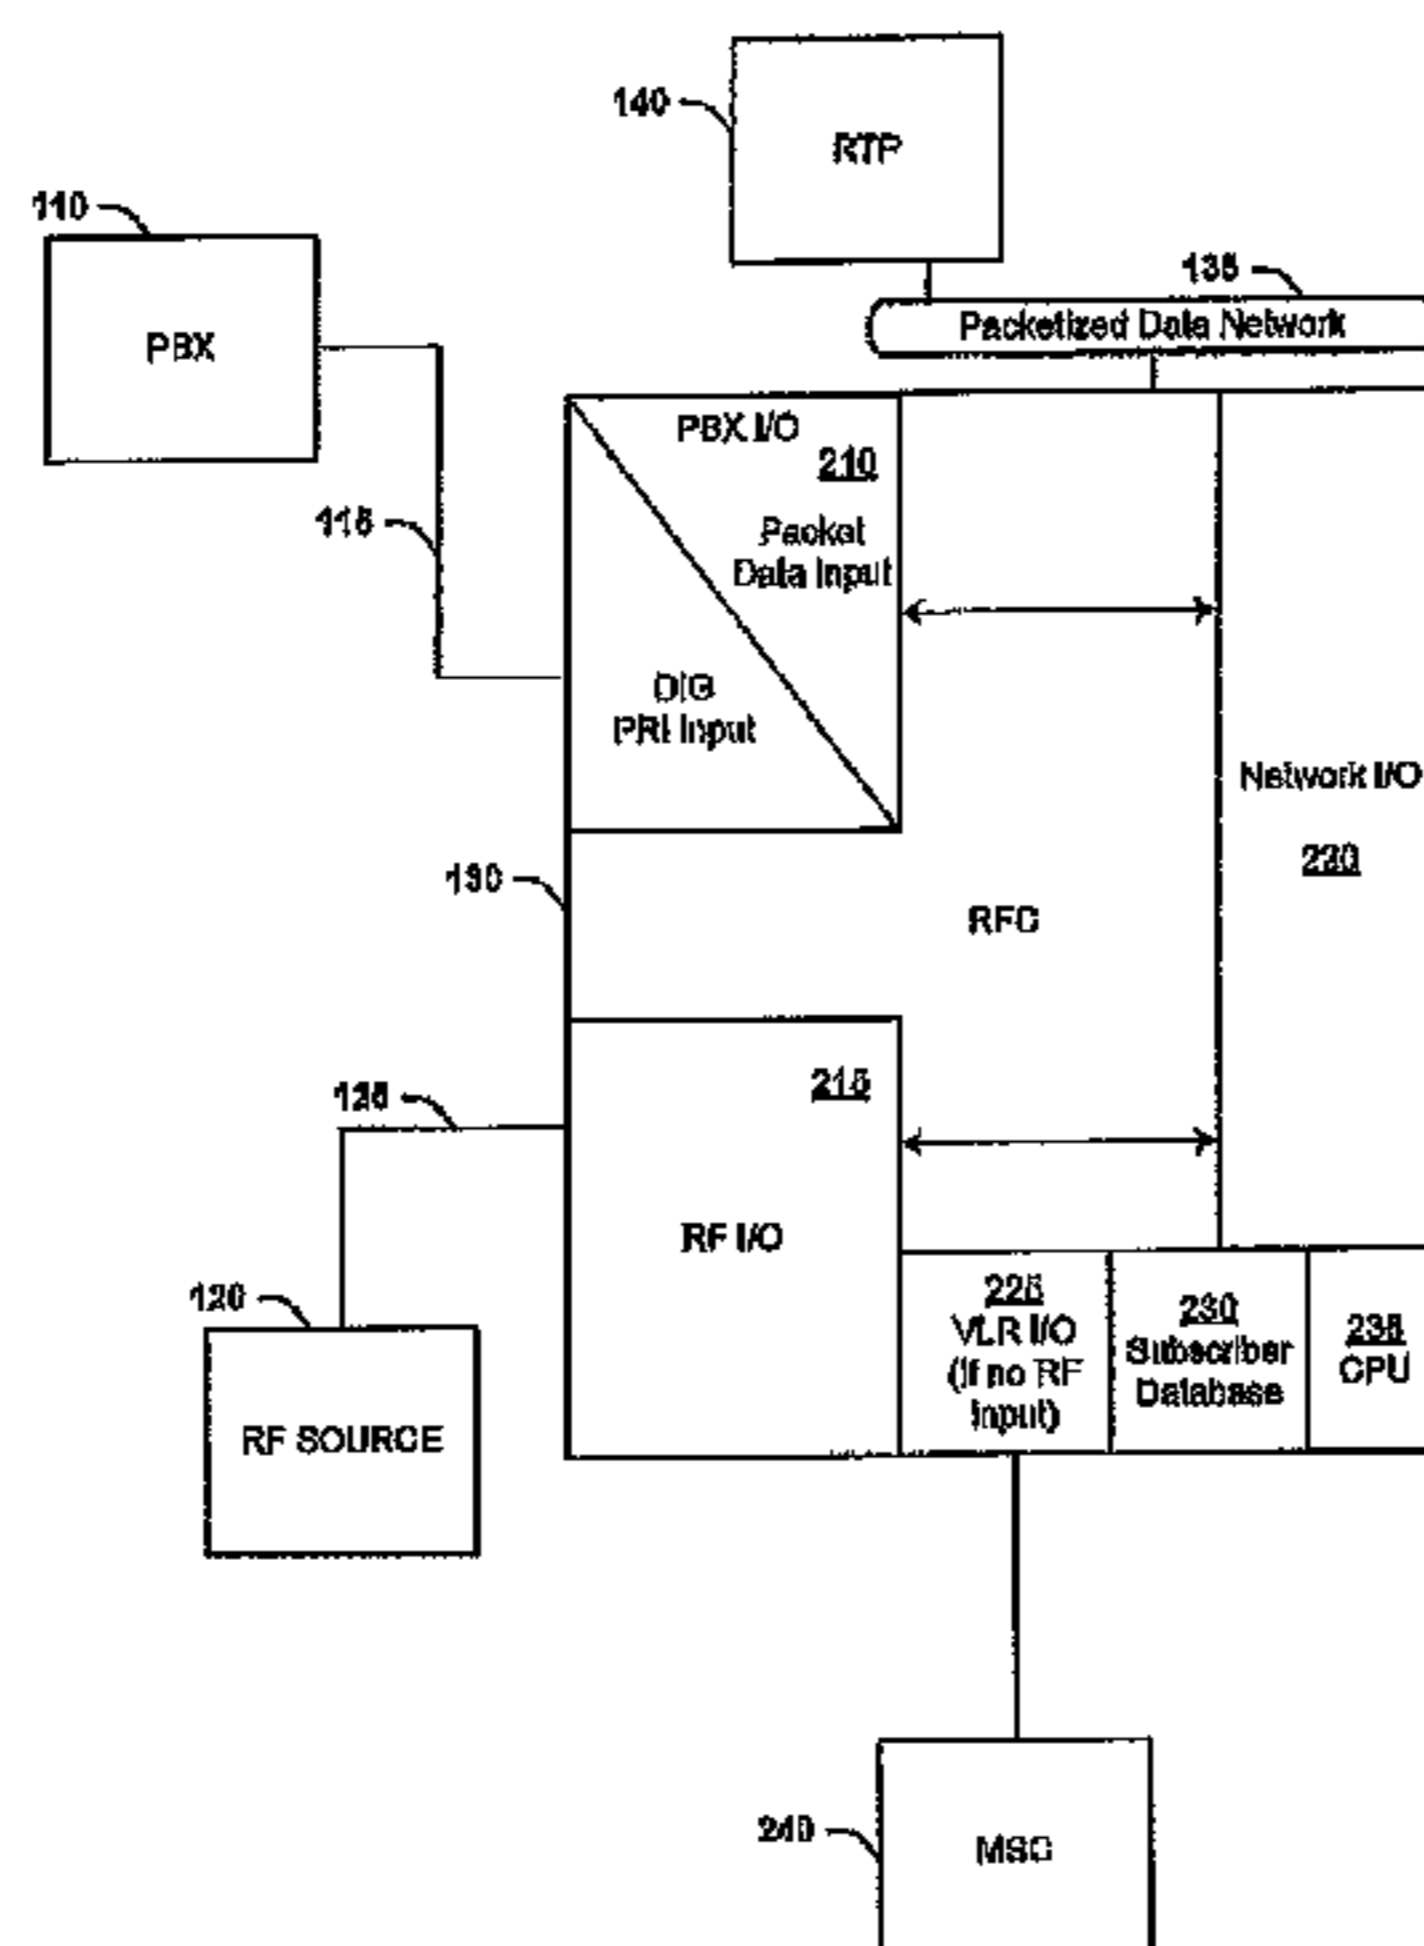 140
RTP
110
PBX
135
Packetized Data Network
PBX I/O
210
Packet
Data Input
115
DIG
PRI Input
Network I/O
220
130
RFC
215
125
RF I/O
120
RF SOURCE
225
VLR I/O
(If no RF
Input)
230
Subscriber
Database
235
CPU
240
MSC